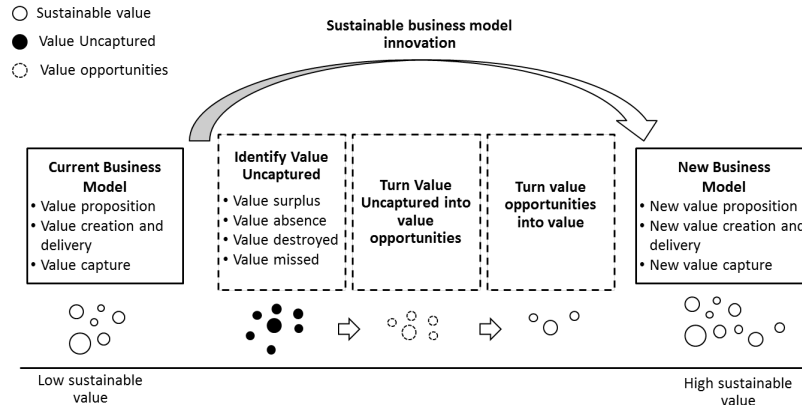 Sustainable value
Value Uncaptured
Value opportunities
Sustainable business model
innovation
Current Business
Model
• Value proposition
• Value creation and
delivery
• Value capture
Identify Value
Uncaptured
• Value surplus
• Value absence
• Value destroyed
• Value missed
Turn Value
Uncaptured into
value
opportunities
Turn value
opportunities
into value
New Business
Model
• New value proposition
• New value creation and
delivery
• New value capture
Low sustainable
value
High sustainable
value